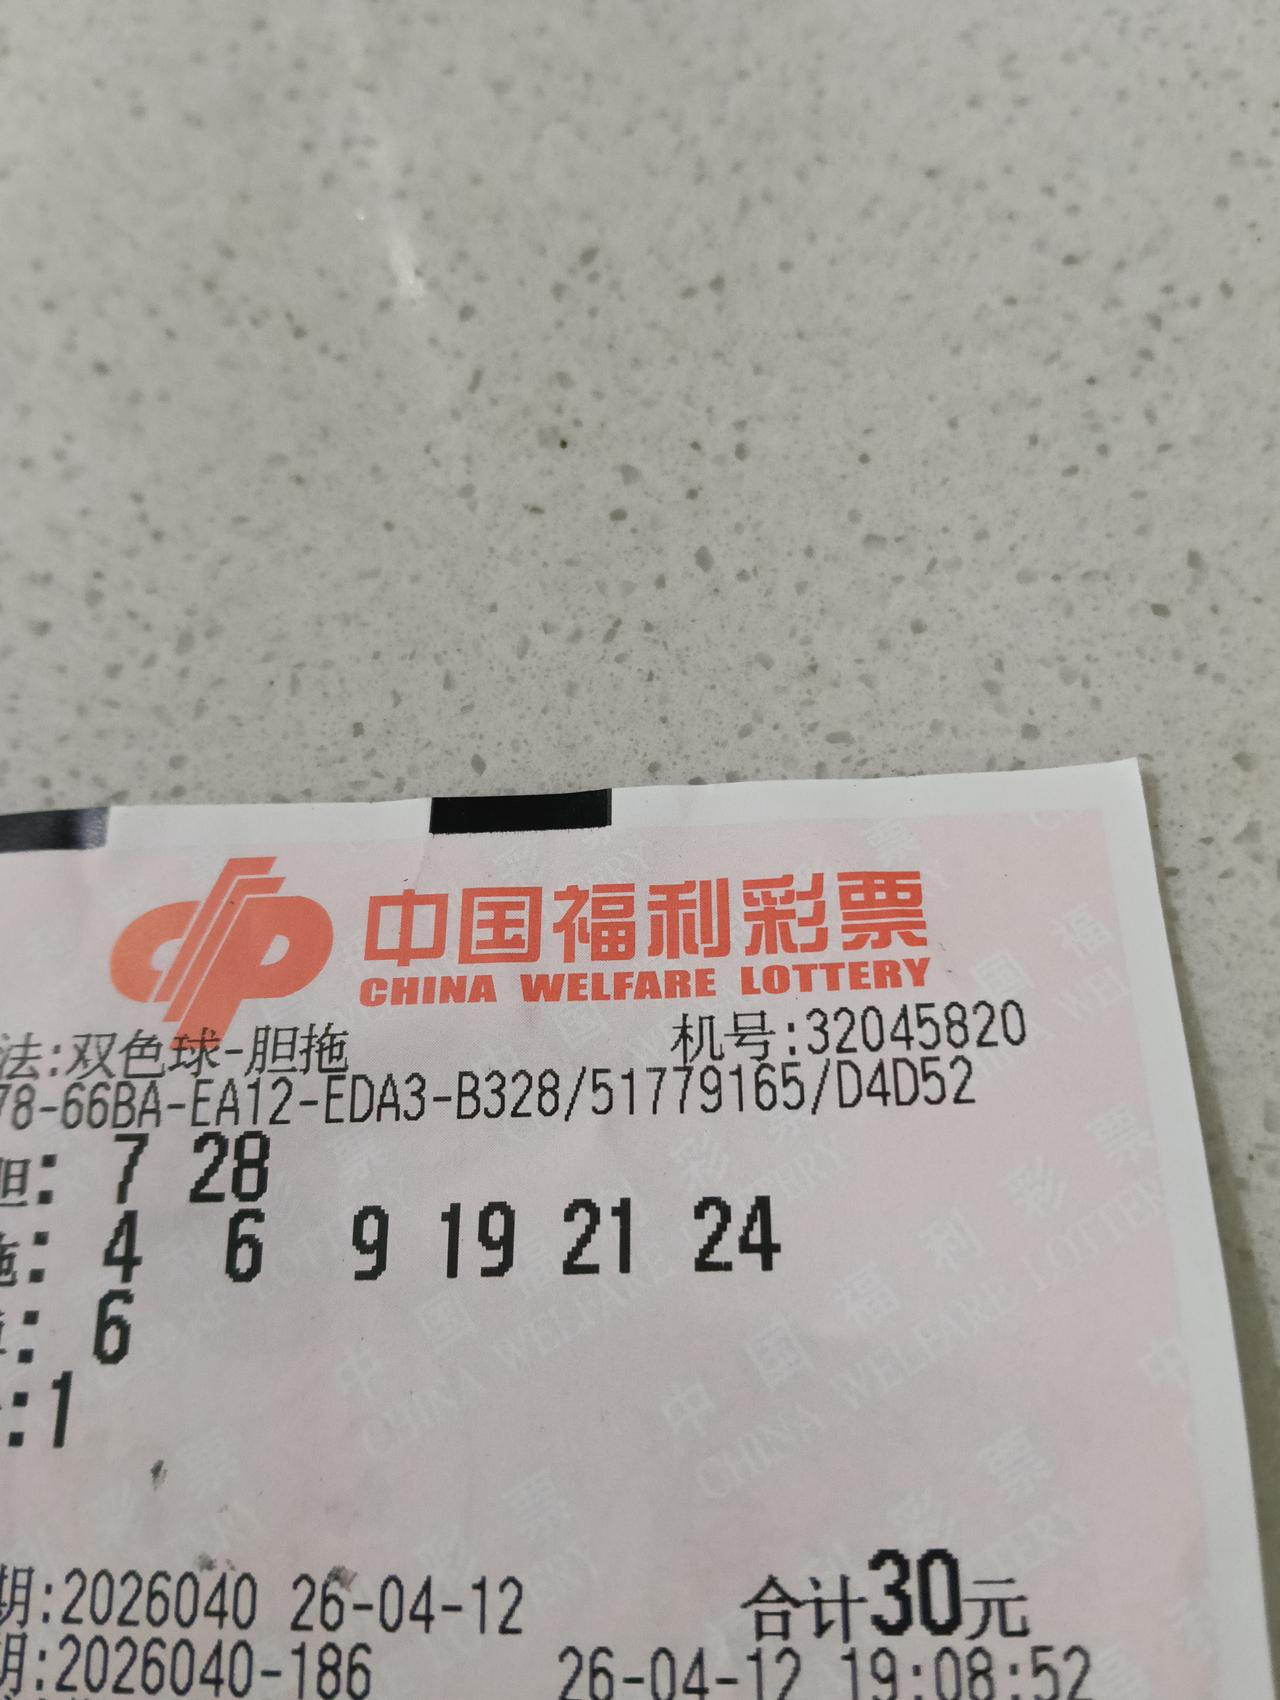 中国福利彩票
CHINA WELFARE LOTTERY
法:双色球-胆拖 机号:32045820
78-66BA-EA12-EDA3-B328/51779165/D4D52
胆: 7 28
拖: 4 6 9 19 21 24
: 6
:1
期:2026040 26-04-12 合计30元
期:2026040-186 26-04-12 19:08:52